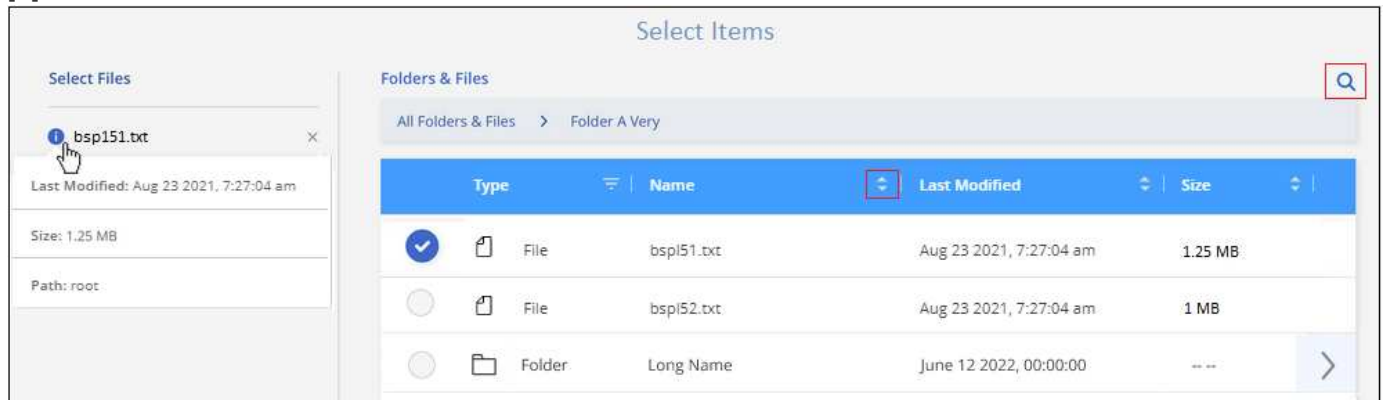 Select Items
Select Files
bsp151.txt ×
Last Modified: Aug 23 2021, 7:27:04 am
Size: 1.25 MB
Path: root
Folders & Files
All Folders & Files > Folder A Very
Type Name Last Modified Size
File bspl51.txt Aug 23 2021, 7:27:04 am 1.25 MB
File bspl52.txt Aug 23 2021, 7:27:04 am 1 MB
Folder Long Name June 12 2022, 00:00:00 -- --